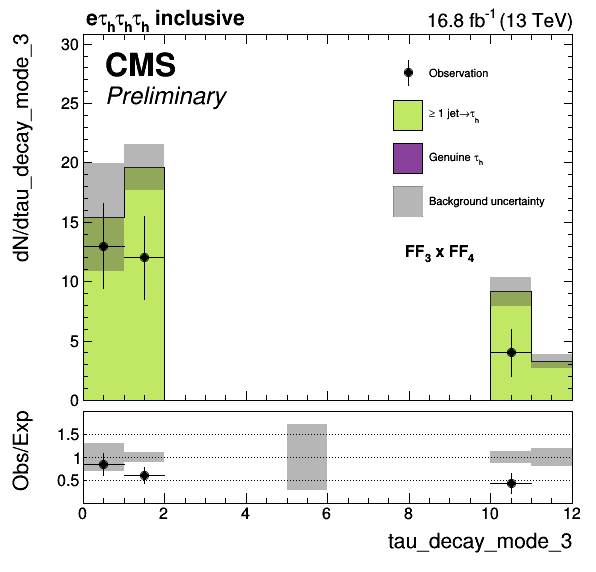 eτhτhτh inclusive
16.8 fb-1 (13 TeV)
CMS
Preliminary
Observation
≥ 1 jet→τh
Genuine τh
Background uncertainty
FF3 x FF4
dN/dtau_decay_mode_3
30
25
20
15
10
5
0
Obs/Exp
1.5
1
0.5
0 2 4 6 8 10 12
tau_decay_mode_3